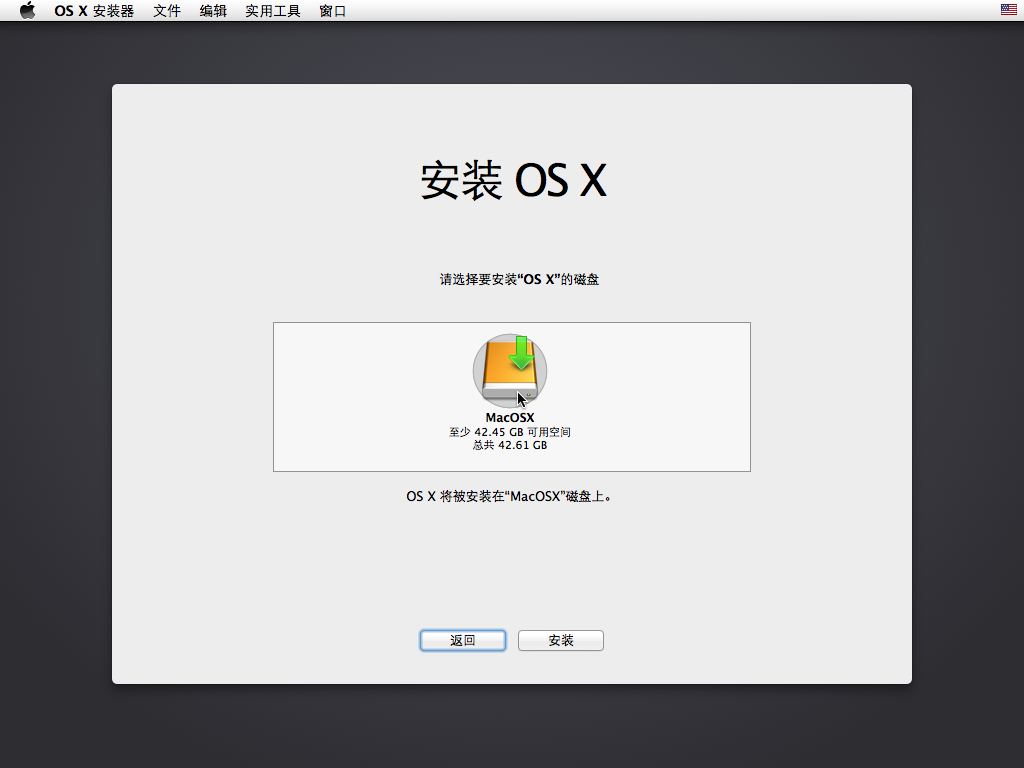 OS X 安装器 文件 编辑 实用工具 窗口
安装 OS X
请选择要安装“OS X”的磁盘
MacOSX
至少 42.45 GB 可用空间
总共 42.61 GB
OS X 将被安装在“MacOSX”磁盘上。
返回 安装